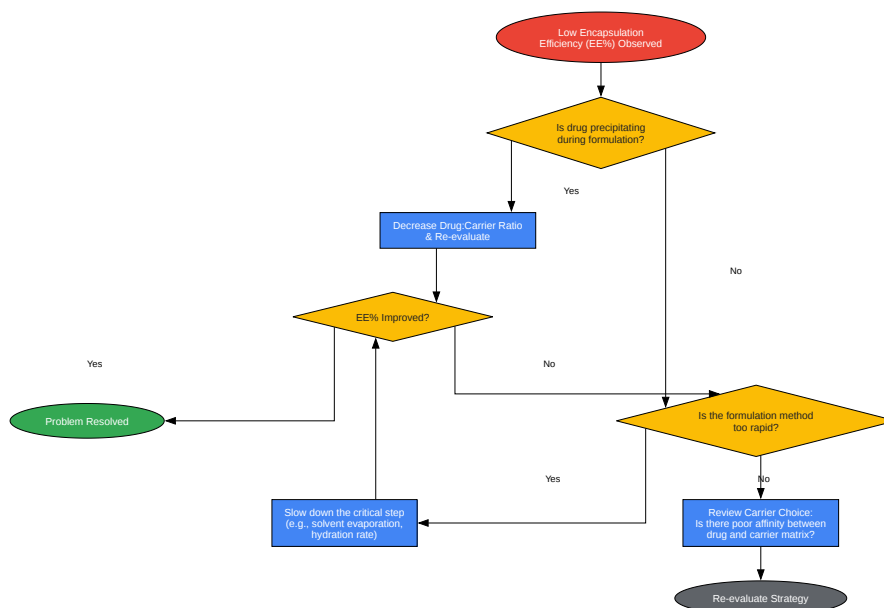 Low Encapsulation
Efficiency (EE%) Observed
Is drug precipitating
during formulation?
Yes
Decrease Drug:Carrier Ratio
& Re-evaluate
No
EE% Improved?
Yes
No
Problem Resolved
Is the formulation method
too rapid?
Yes
No
Slow down the critical step
(e.g., solvent evaporation,
hydration rate)
Review Carrier Choice:
Is there poor affinity between
drug and carrier matrix?
Re-evaluate Strategy